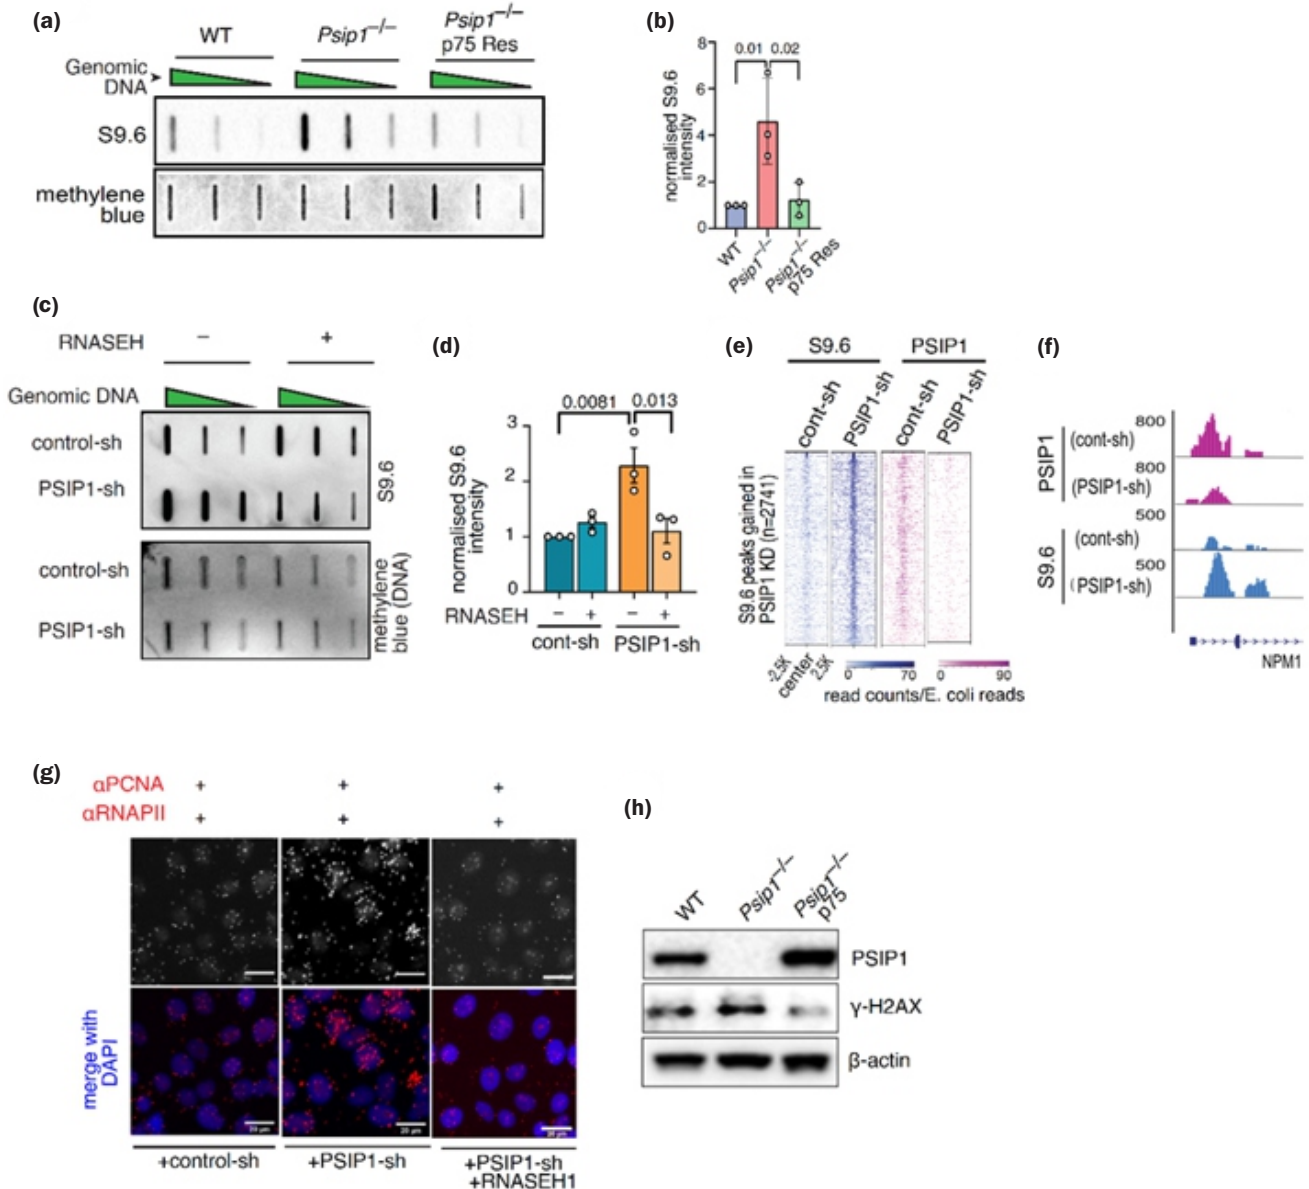 (a)
WT
Psip1–/–
Psip1–/–
p75 Res
Genomic
DNA
S9.6
methylene
blue
(b)
normalised S9.6
intensity
8
6
4
2
0
0.01
0.02
WT
Psip1–/–
Psip1–/–
p75 Res
(c)
RNASEH
–
+
Genomic DNA
control-sh
PSIP1-sh
S9.6
control-sh
PSIP1-sh
methylene
blue (DNA)
(d)
normalised S9.6
intensity
3
2
1
0
0.0081
0.013
RNASEH
– + – +
cont-sh
PSIP1-sh
(e)
S9.6
PSIP1
cont-sh
PSIP1-sh
cont-sh
PSIP1-sh
S9.6 peaks gained in
PSIP1 KD (n=2741)
-2.5K
center
2.5K
0 70
0 90
read counts/E. coli reads
(f)
PSIP1
(cont-sh)
800
(PSIP1-sh)
800
S9.6
(cont-sh)
500
(PSIP1-sh)
500
NPM1
(g)
αPCNA + + +
αRNAPII + + +
merge with
DAPI
20 µm
20 µm
20 µm
+control-sh
+PSIP1-sh
+PSIP1-sh
+RNASEH1
(h)
WT
Psip1–/–
Psip1–/–
p75
PSIP1
γ-H2AX
β-actin